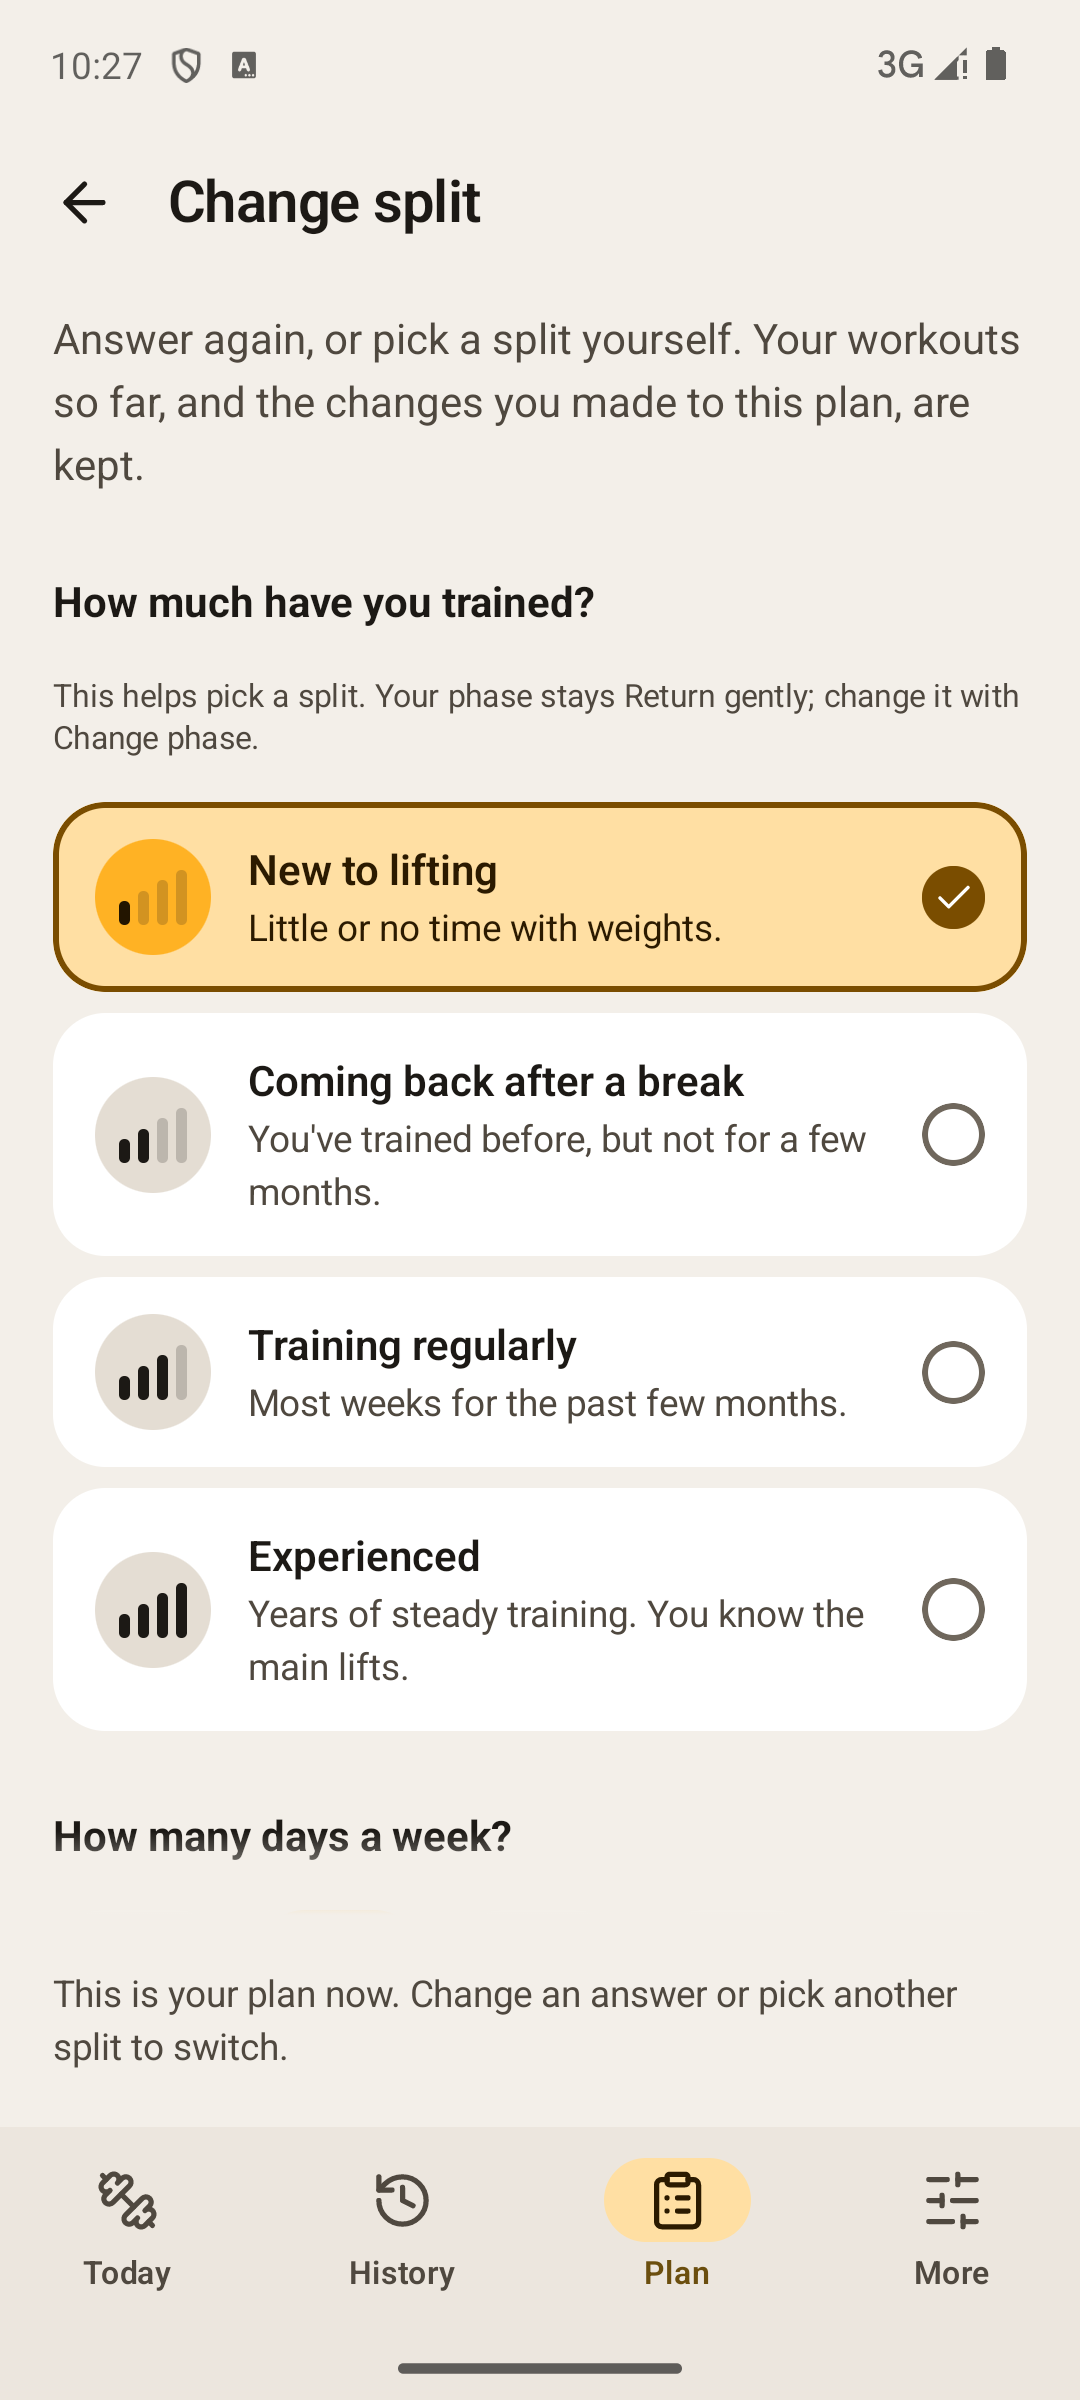 10:27
3G
Change split
Answer again, or pick a split yourself. Your workouts
so far, and the changes you made to this plan, are
kept.
How much have you trained?
This helps pick a split. Your phase stays Return gently; change it with
Change phase.
New to lifting
Little or no time with weights.
Coming back after a break
You've trained before, but not for a few
months.
Training regularly
Most weeks for the past few months.
Experienced
Years of steady training. You know the
main lifts.
How many days a week?
This is your plan now. Change an answer or pick another
split to switch.
Today
History
Plan
More